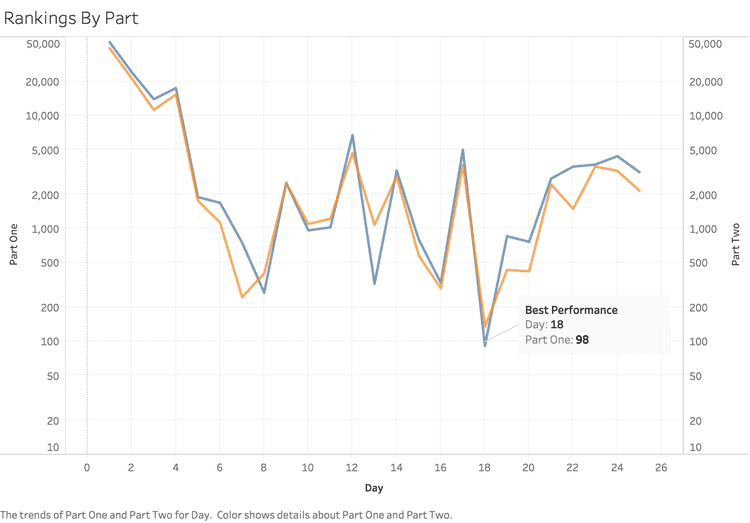 Rankings By Part
50,000
20,000
10,000
5,000
2,000
1,000
500
200
100
50
20
10
Part One
50,000
20,000
10,000
5,000
2,000
1,000
500
200
100
50
20
10
Part Two
Best Performance
Day: 18
Part One: 98
0 2 4 6 8 10 12 14 16 18 20 22 24 26
Day
The trends of Part One and Part Two for Day. Color shows details about Part One and Part Two.